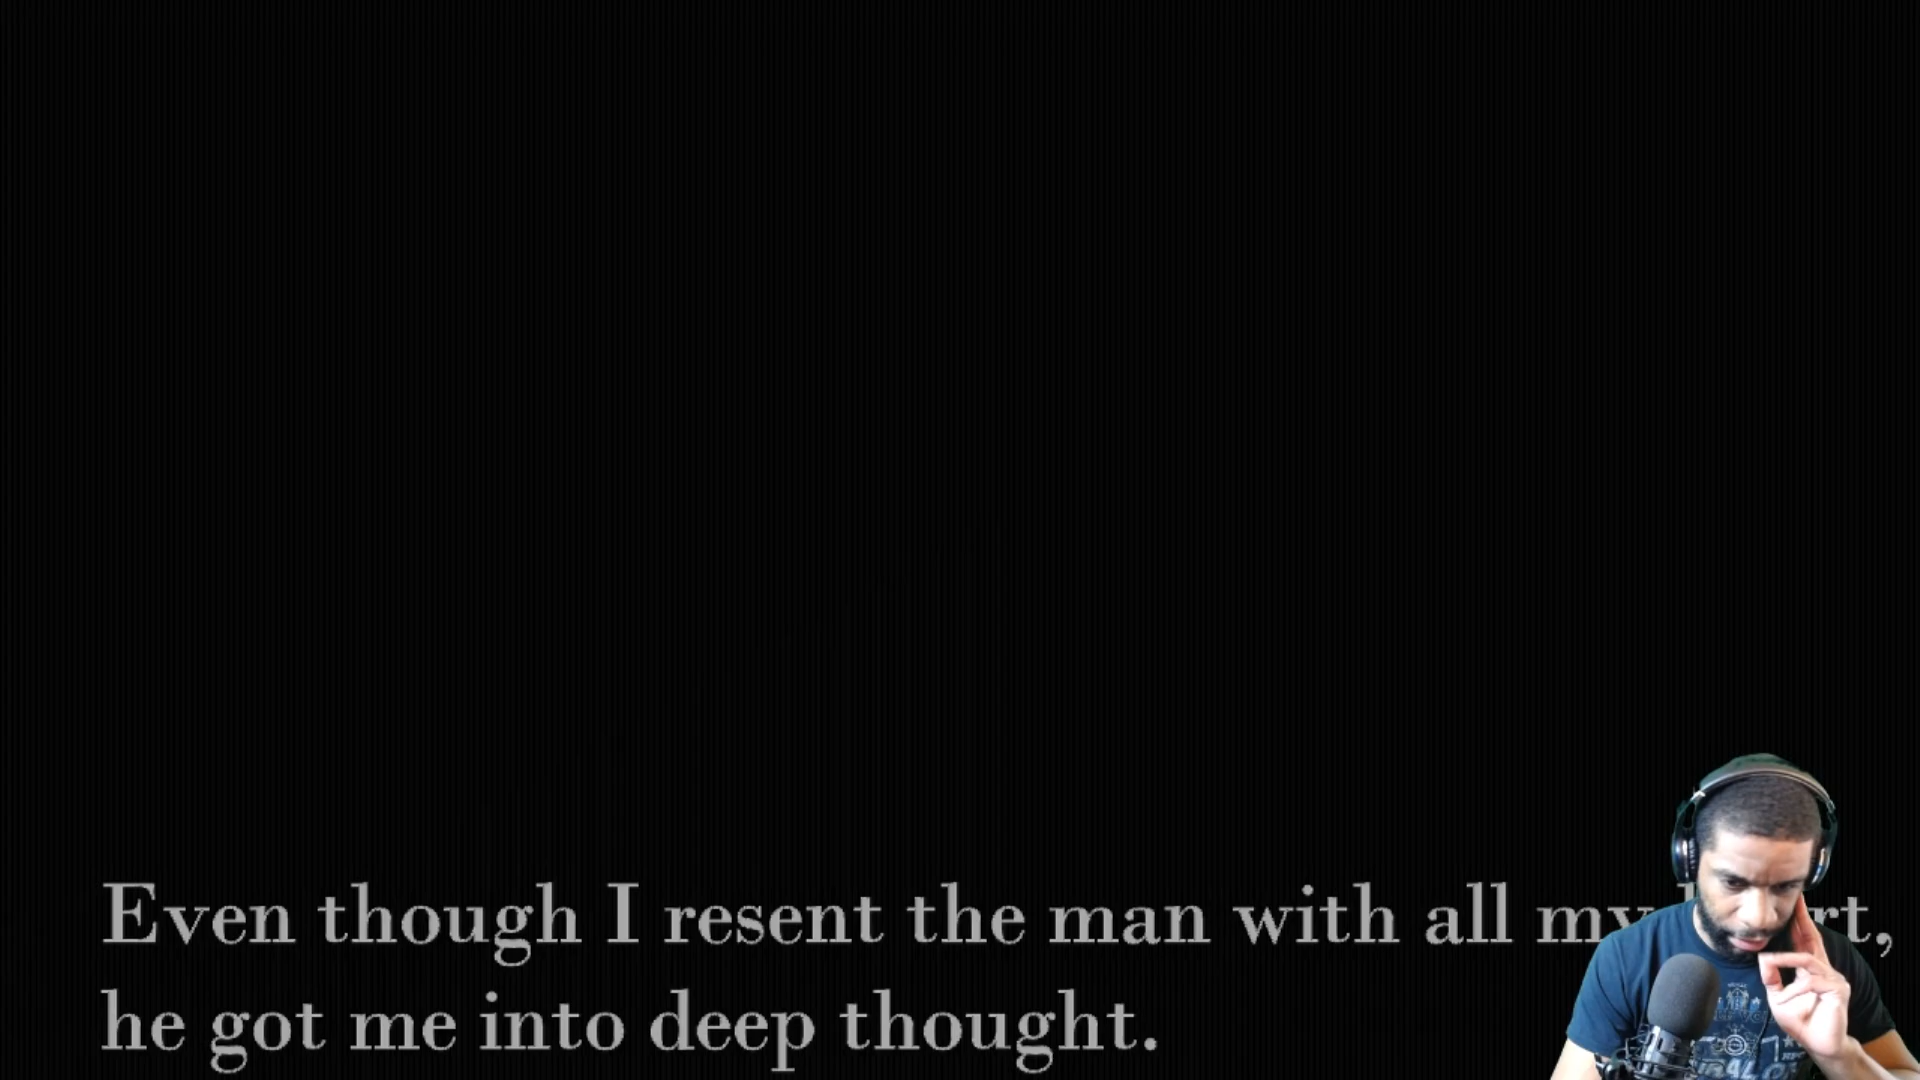 Even though I resent the man with all my
he got me into deep thought.